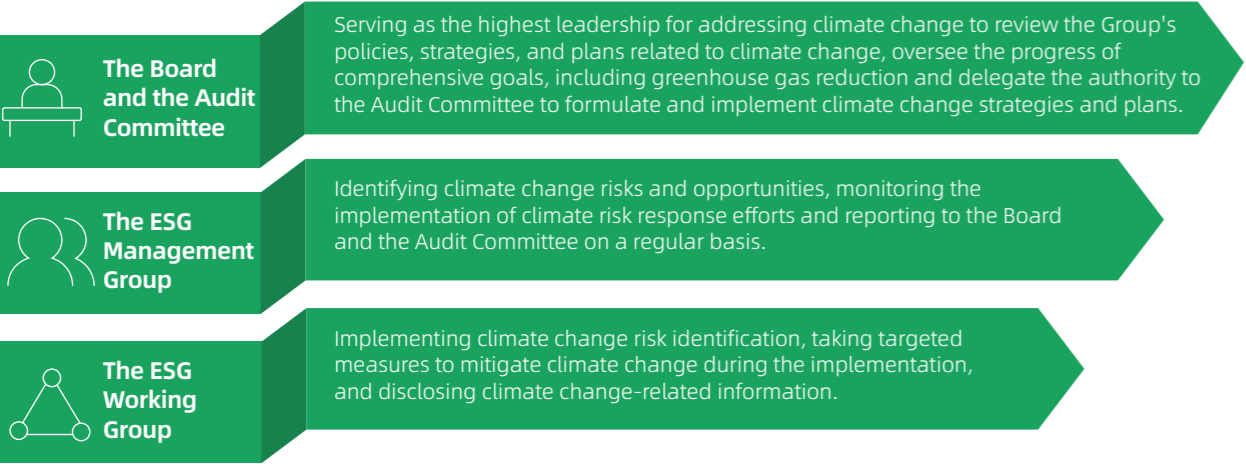 The Board
and the Audit
Committee
Serving as the highest leadership for addressing climate change to review the Group's
policies, strategies, and plans related to climate change, oversee the progress of
comprehensive goals, including greenhouse gas reduction and delegate the authority to
the Audit Committee to formulate and implement climate change strategies and plans.
The ESG
Management
Group
Identifying climate change risks and opportunities, monitoring the
implementation of climate risk response efforts and reporting to the Board
and the Audit Committee on a regular basis.
The ESG
Working
Group
Implementing climate change risk identification, taking targeted
measures to mitigate climate change during the implementation,
and disclosing climate change-related information.